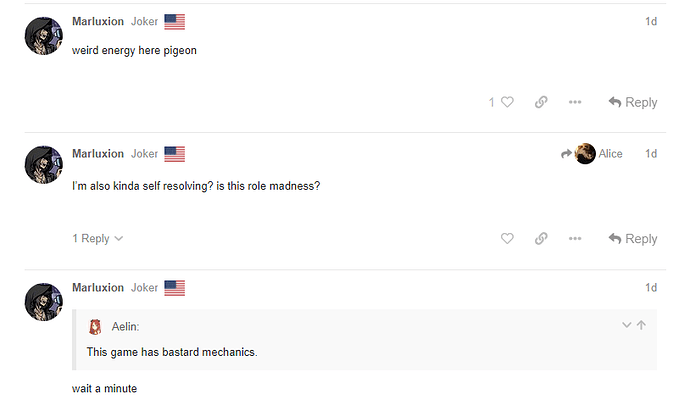 Marluxion Joker 1d
weird energy here pigeon
1 Reply
Marluxion Joker Alice 1d
I'm also kinda self resolving? is this role madness?
1 Reply Reply
Marluxion Joker 1d
Aelin:
This game has bastard mechanics.
wait a minute